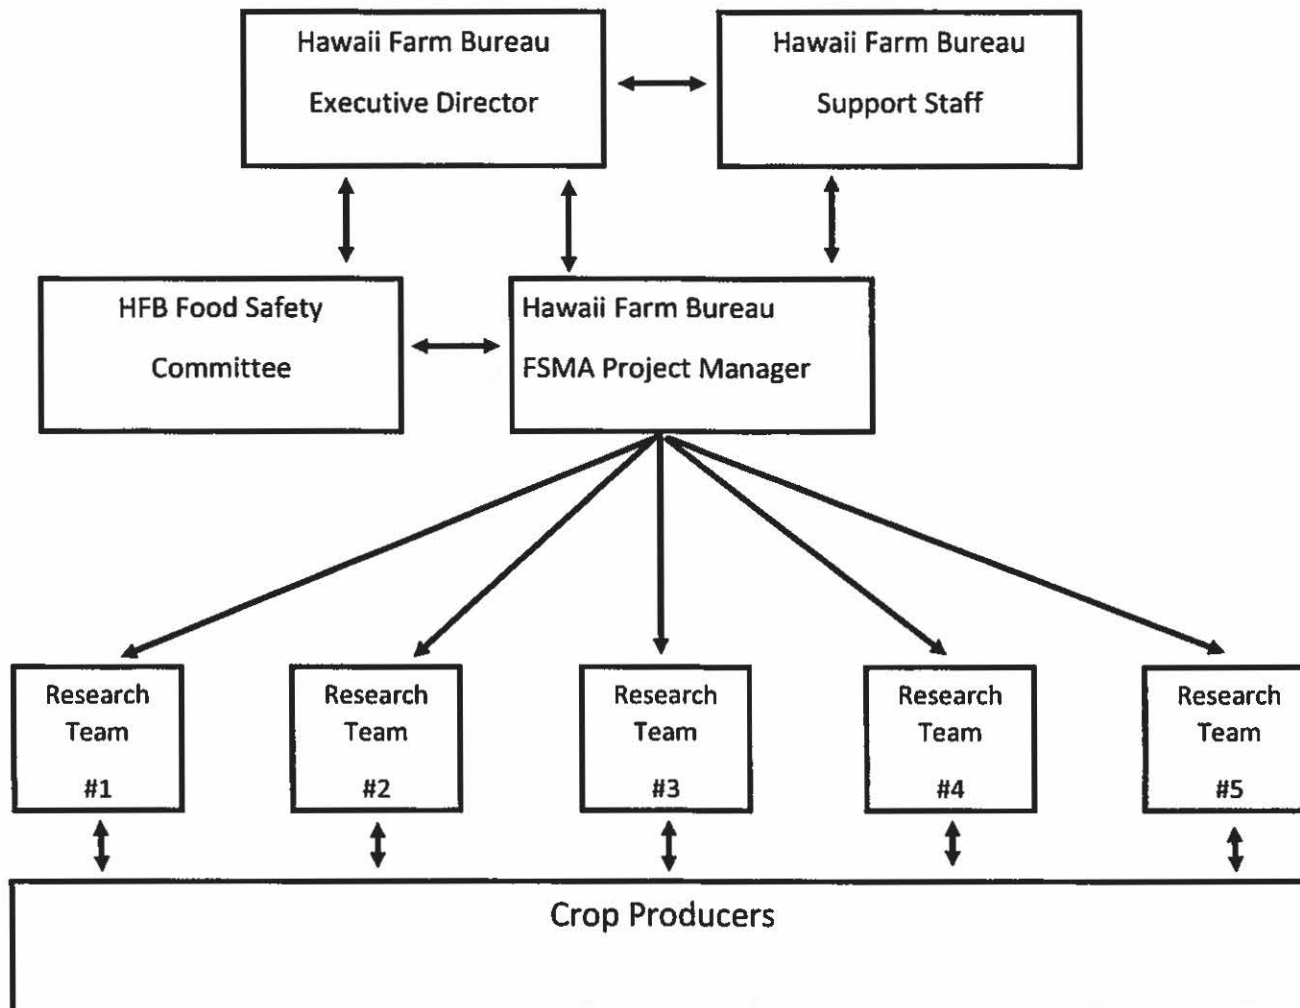 Hawaii Farm Bureau
Executive Director
Hawaii Farm Bureau
Support Staff
HFB Food Safety
Committee
Hawaii Farm Bureau
FSMA Project Manager
Research
Team
#1
Research
Team
#2
Research
Team
#3
Research
Team
#4
Research
Team
#5
Crop Producers